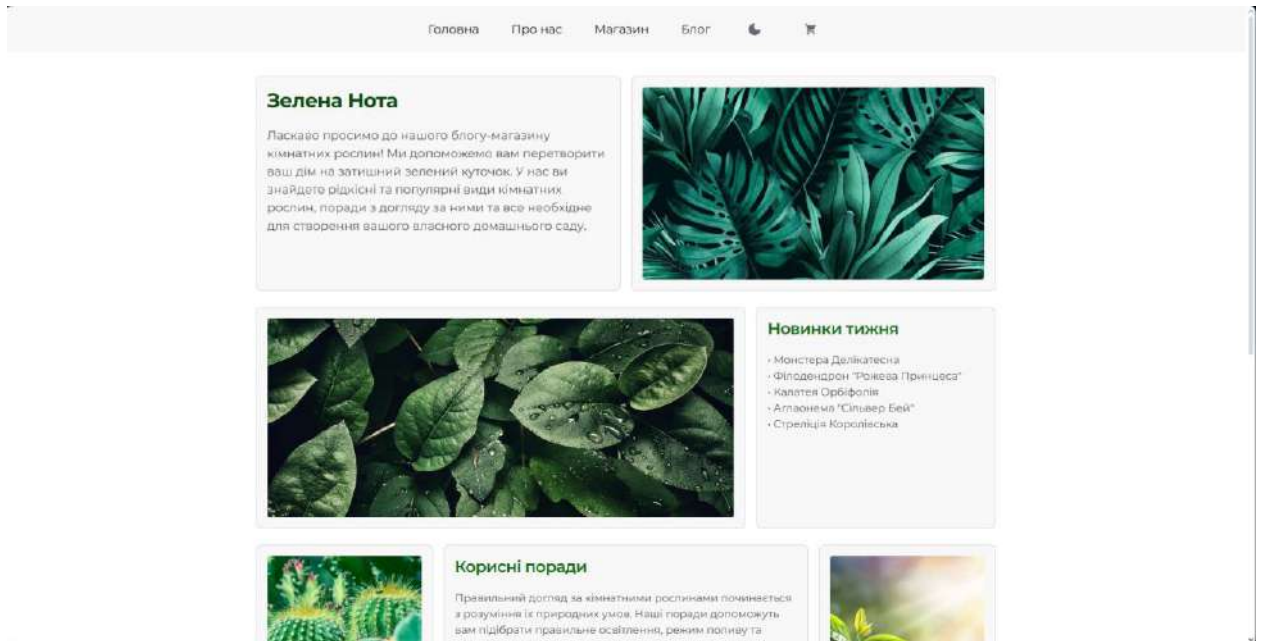 Головна Про нас Магазин Блог
Зелена Нота
Ласкаво просимо до нашого блогу-магазину
кімнатних рослин! Ми допоможемо вам перетворити
ваш дім на затишний зелений куточок. У нас ви
знайдете рідкісні та популярні види кімнатних
рослин, поради з догляду за ними та все необхідне
для створення вашого власного домашнього саду.
Новинки тижня
• Монстера Делікатесна
• Філодендрон "Рожева Принцеса"
• Калатея Орбіфолія
• Аглаонема "Сільвер Бей"
• Стреліція Королівська
Корисні поради
Правильний догляд за кімнатними рослинами починається
з розуміння їх природних умов. Наші поради допоможуть
вам підібрати правильне освітлення, режим поливу та